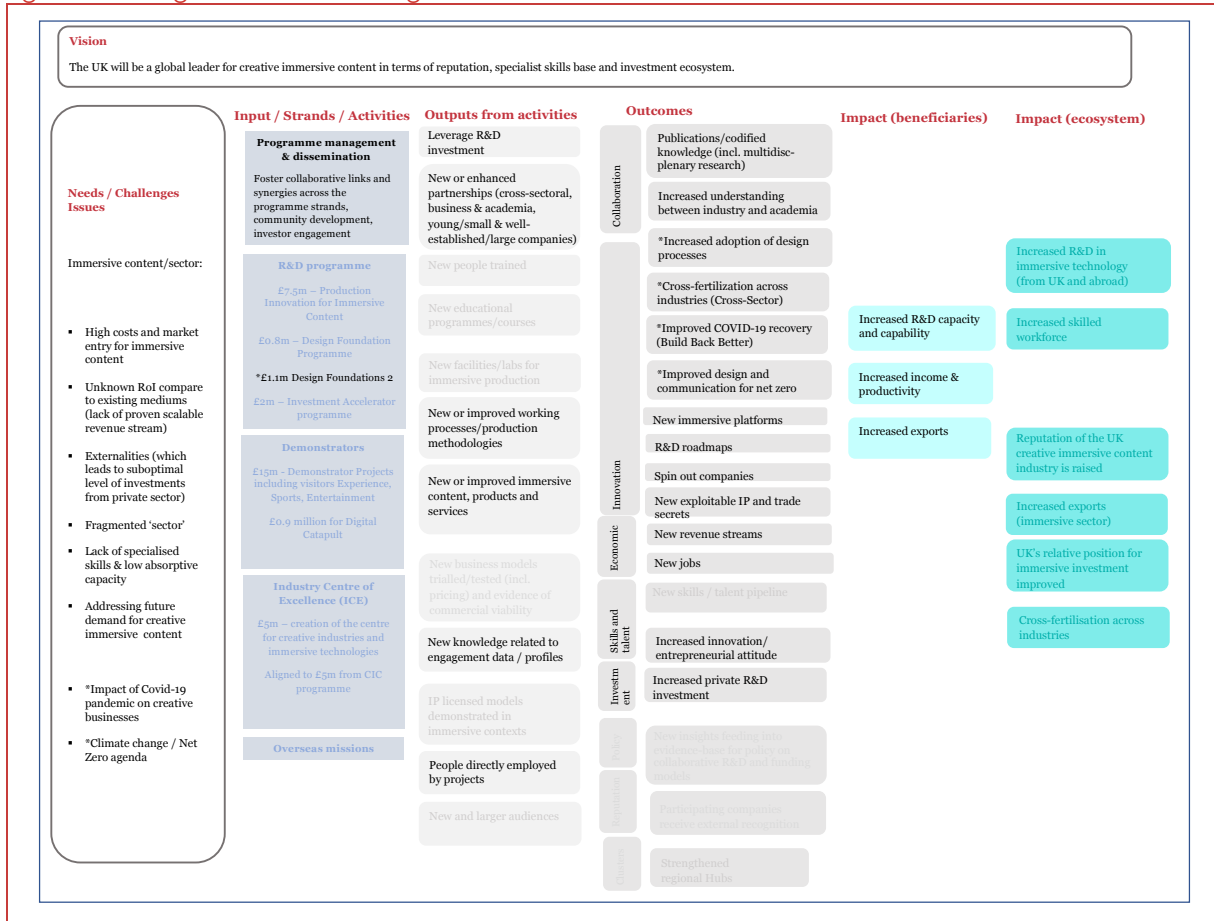 Vision
The UK will be a global leader for creative immersive content in terms of reputation, specialist skills base and investment ecosystem.
Needs / Challenges
Issues
Immersive content/sector:
▪ High costs and market
entry for immersive
content
▪ Unknown RoI compare
to existing mediums
(lack of proven scalable
revenue stream)
▪ Externalities (which
leads to suboptimal
level of investments
from private sector)
▪ Fragmented ‘sector’
▪ Lack of specialised
skills & low absorptive
capacity
▪ Addressing future
demand for creative
immersive content
▪ *Impact of Covid-19
pandemic on creative
businesses
▪ *Climate change / Net
Zero agenda
Input / Strands / Activities
Programme management
& dissemination
Foster collaborative links and
synergies across the
programme strands,
community development,
investor engagement
R&D programme
£7.5m – Production
Innovation for Immersive
Content
£0.8m – Design Foundation
Programme
*£1.1m Design Foundations 2
£2m – Investment Accelerator
programme
Demonstrators
£15m - Demonstrator Projects
including visitors Experience,
Sports, Entertainment
£0.9 million for Digital
Catapult
Industry Centre of
Excellence (ICE)
£5m – creation of the centre
for creative industries and
immersive technologies
Aligned to £5m from CIC
programme
Overseas missions
Outputs from activities
Leverage R&D
investment
New or enhanced
partnerships (cross-sectoral,
business & academia,
young/small & well-
established/large companies)
New people trained
New educational
programmes/courses
New facilities/labs for
immersive production
New or improved working
processes/production
methodologies
New or improved immersive
content, products and
services
New business models
trialled/tested (incl.
pricing) and evidence of
commercial viability
New knowledge related to
engagement data / profiles
IP licensed models
demonstrated in
immersive contexts
People directly employed
by projects
New and larger audiences
Outcomes
Collaboration
Publications/codified
knowledge (incl. multidisc-
plenary research)
Increased understanding
between industry and academia
Innovation
*Increased adoption of design
processes
*Cross-fertilization across
industries (Cross-Sector)
*Improved COVID-19 recovery
(Build Back Better)
*Improved design and
communication for net zero
New immersive platforms
R&D roadmaps
Spin out companies
New exploitable IP and trade
secrets
Economic
New revenue streams
New jobs
Skills and
talent
New skills / talent pipeline
Increased innovation/
entrepreneurial attitude
Investm
ent
Increased private R&D
investment
Policy
New insights feeding into
evidence-base for policy on
collaborative R&D and funding
models
Reputation
Participating companies
receive external recognition
Clusters
Strengthened
regional Hubs
Impact (beneficiaries)
Increased R&D capacity
and capability
Increased income &
productivity
Increased exports
Impact (ecosystem)
Increased R&D in
immersive technology
(from UK and abroad)
Increased skilled
workforce
Reputation of the UK
creative immersive content
industry is raised
Increased exports
(immersive sector)
UK’s relative position for
immersive investment
improved
Cross-fertilisation across
industries